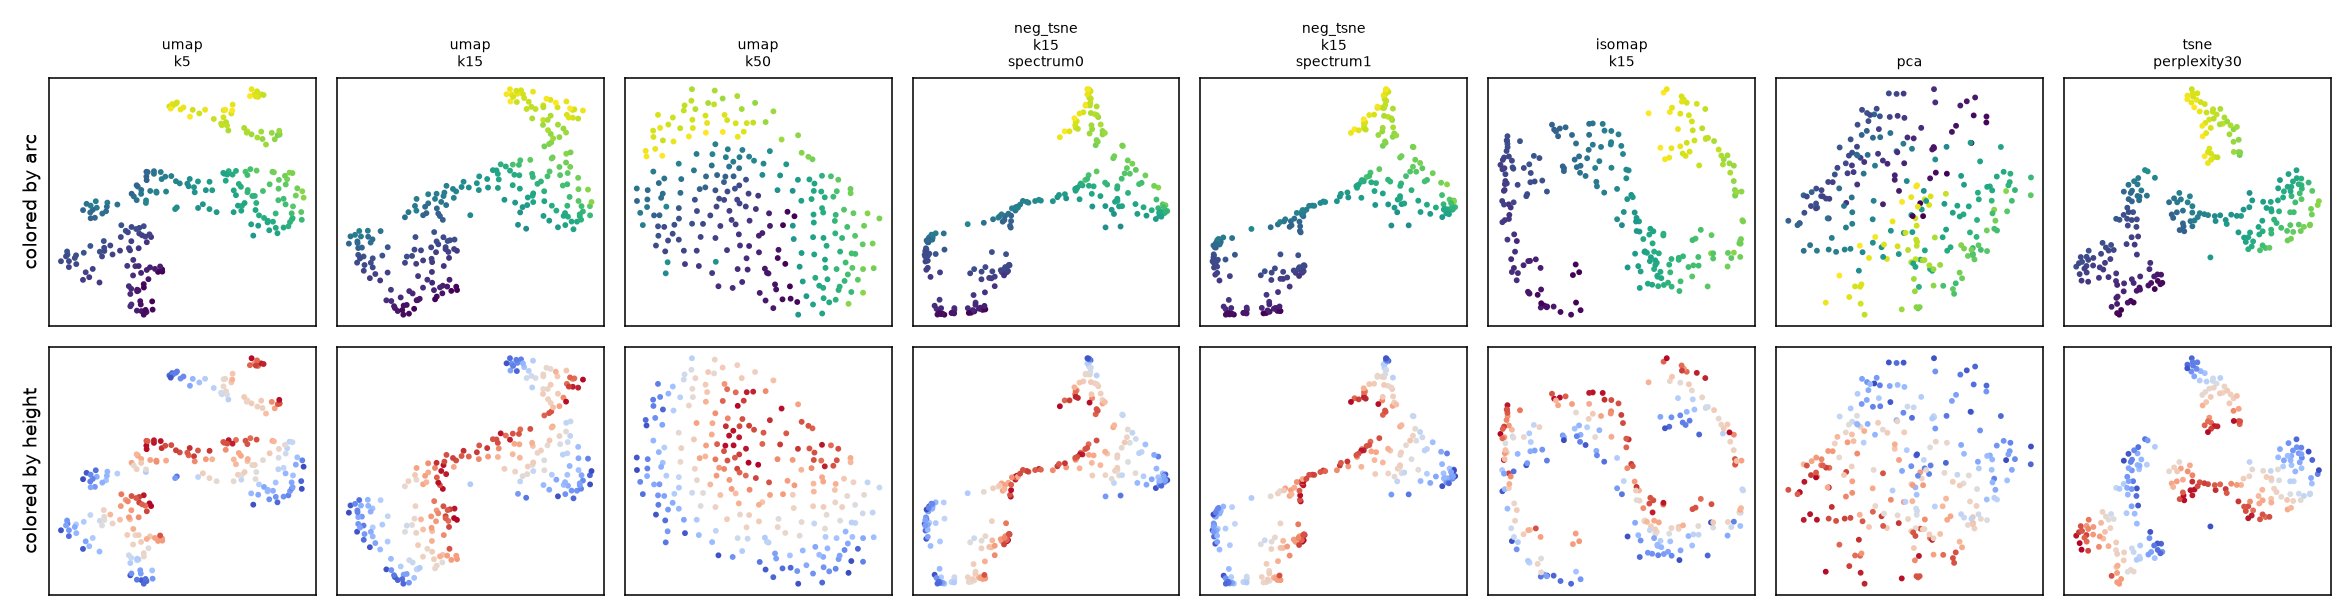 umap
k5
umap
k15
umap
k50
neg_tsne
k15
spectrum0
neg_tsne
k15
spectrum1
isomap
k15
pca
tsne
perplexity30
colored by arc
colored by height